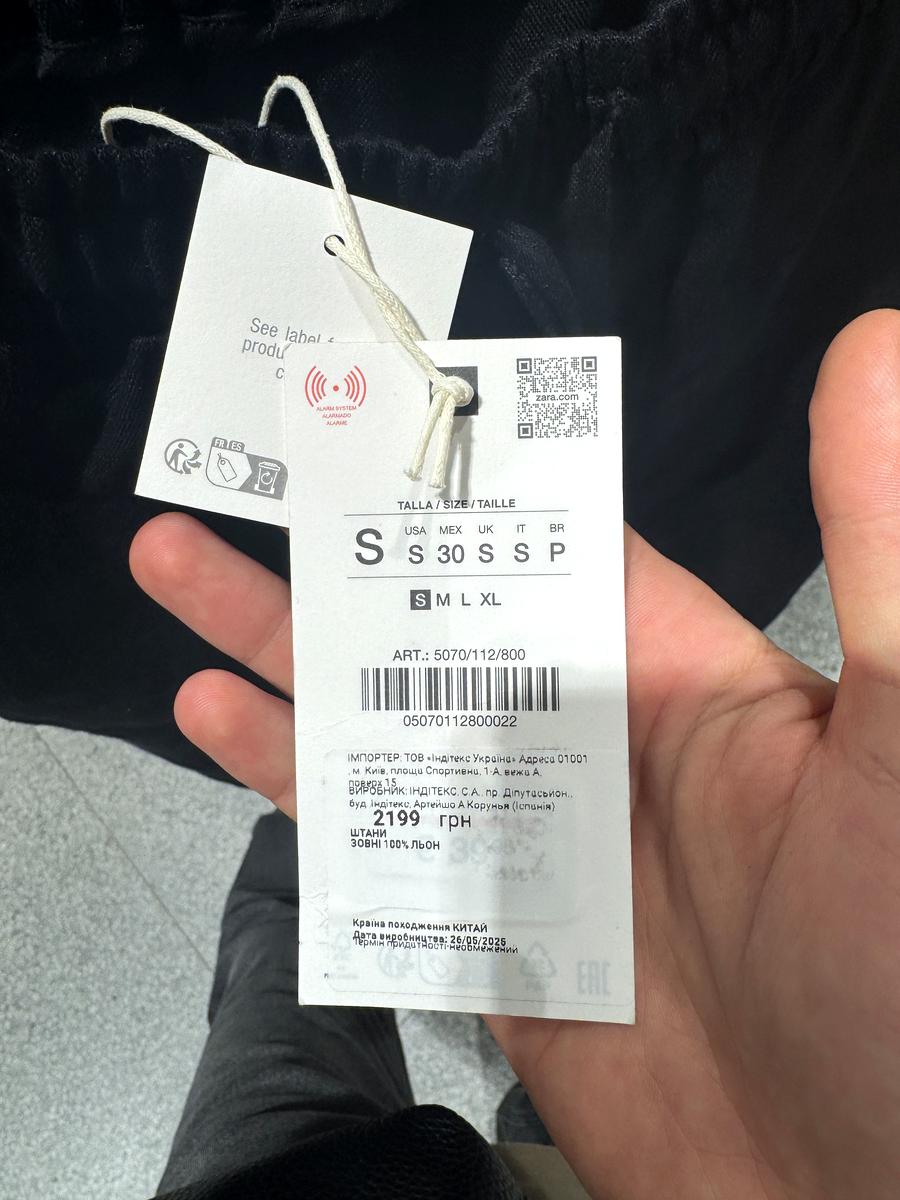 See label
produ
c
FR ES
ALARM SYSTEM
ALARMADO
ALARME
zara.com
TALLA / SIZE / TAILLE
USA MEX UK IT BR
S S 30 S S P
S M L XL
ART.: 5070/112/800
05070112800022
ІМПОРТЕР: ТОВ «Індітекс Україна» Адреса 01001
, м. Київ, площа Спортивна, 1-А, вежа А,
поверх 15
ВИРОБНИК: ІНДІТЕКС, С.А., пр. Діпутасьйон,.
буд. Індітекс, Артейшо А Корунья (Іспанія)
2199 грн
ШТАНИ
ЗОВНІ 100% ЛЬОН
Країна походження КИТАЙ
Дата виробництва: 26/05/2025
Термін придатності-необмежений